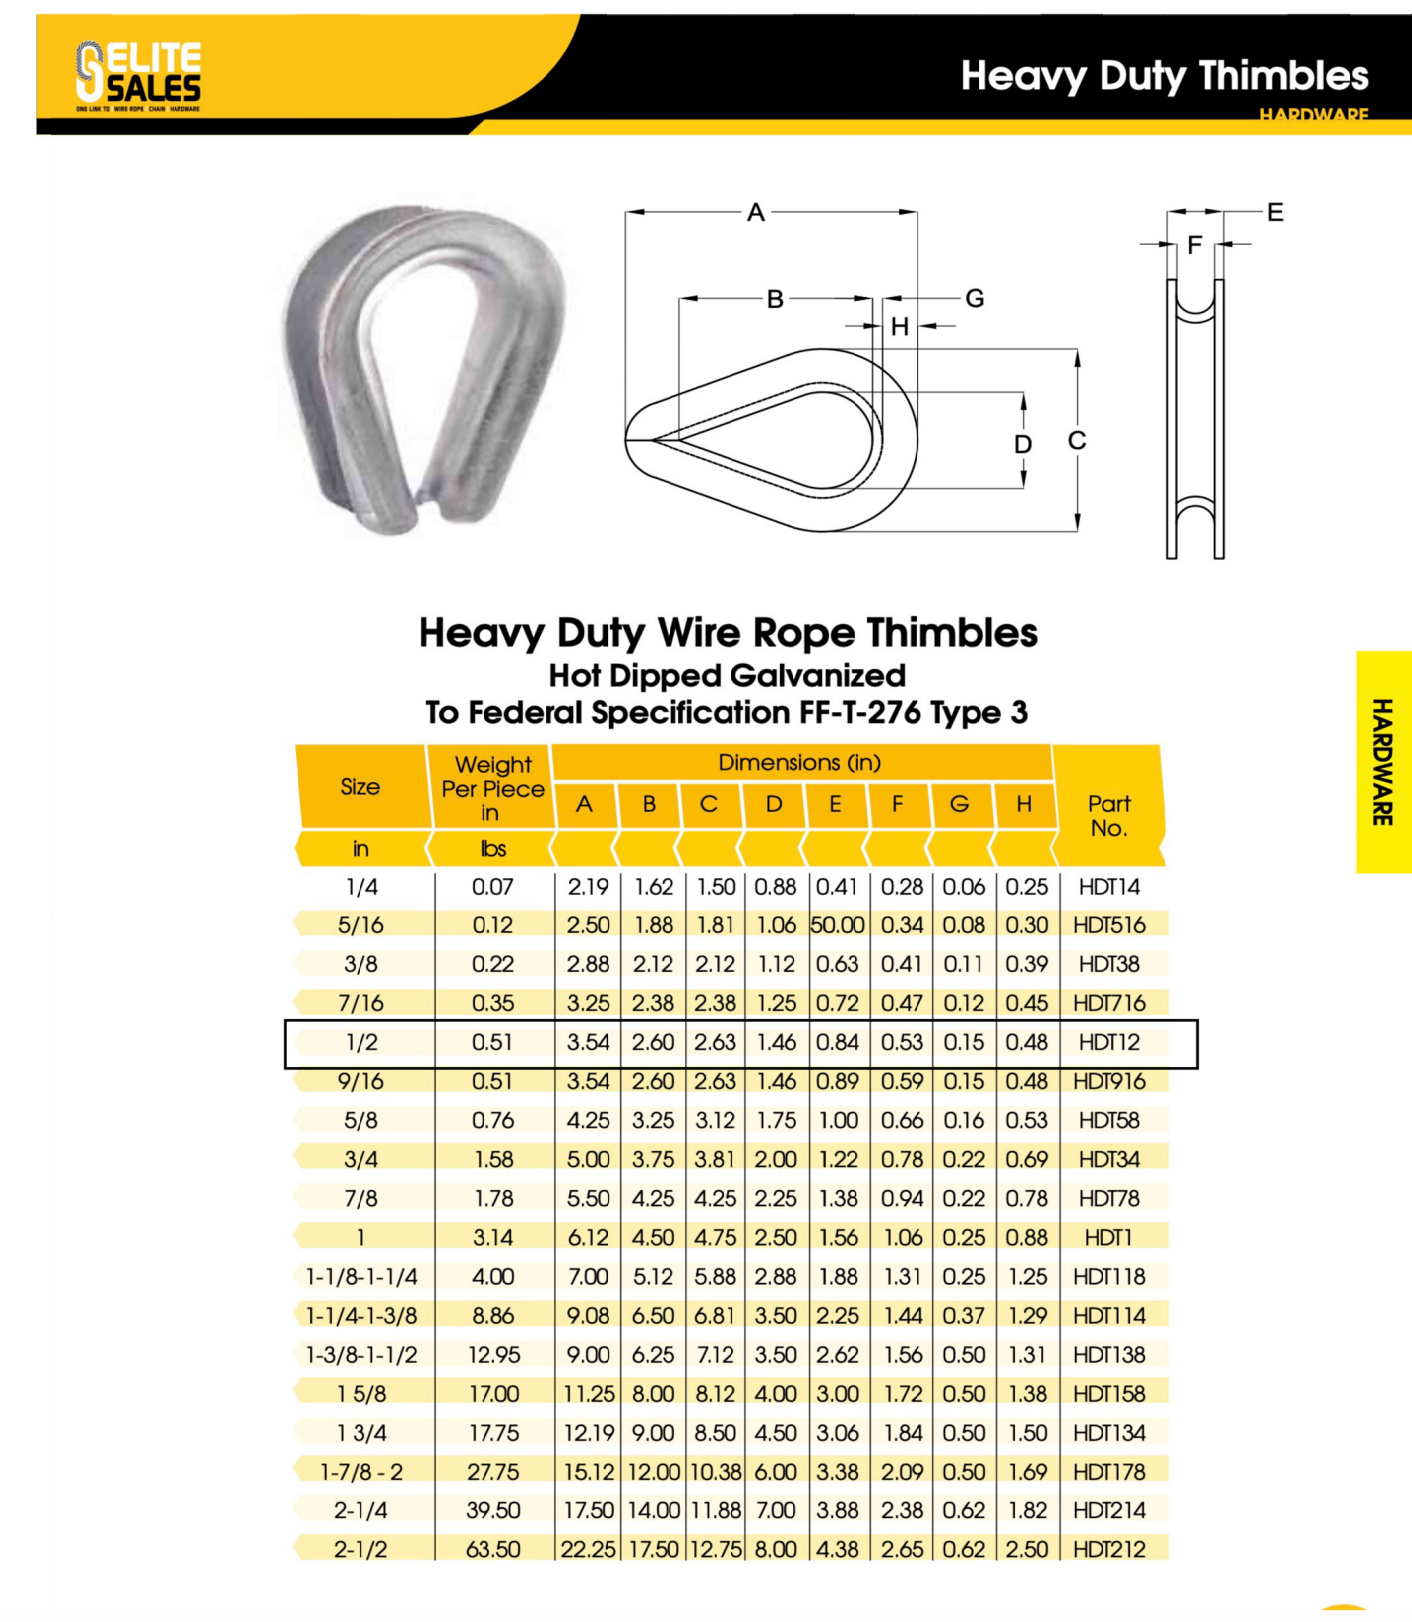 ELITE
SALES
ONE LINK TO WIRE ROPE CHAIN HARDWARE
Heavy Duty Thimbles
HARDWARE
A
E
F
B
G
H
D
C
Heavy Duty Wire Rope Thimbles
Hot Dipped Galvanized
To Federal Specification FF-T-276 Type 3
HARDWARE
Size Weight Per Piece in Dimensions (in) Part No.
A B C D E F G H
in lbs
1/4 0.07 2.19 1.62 1.50 0.88 0.41 0.28 0.06 0.25 HDT14
5/16 0.12 2.50 1.88 1.81 1.06 50.00 0.34 0.08 0.30 HDT516
3/8 0.22 2.88 2.12 2.12 1.12 0.63 0.41 0.11 0.39 HDT38
7/16 0.35 3.25 2.38 2.38 1.25 0.72 0.47 0.12 0.45 HDT716
1/2 0.51 3.54 2.60 2.63 1.46 0.84 0.53 0.15 0.48 HDT12
9/16 0.51 3.54 2.60 2.63 1.46 0.89 0.59 0.15 0.48 HDT916
5/8 0.76 4.25 3.25 3.12 1.75 1.00 0.66 0.16 0.53 HDT58
3/4 1.58 5.00 3.75 3.81 2.00 1.22 0.78 0.22 0.69 HDT34
7/8 1.78 5.50 4.25 4.25 2.25 1.38 0.94 0.22 0.78 HDT78
1 3.14 6.12 4.50 4.75 2.50 1.56 1.06 0.25 0.88 HDT1
1-1/8-1-1/4 4.00 7.00 5.12 5.88 2.88 1.88 1.31 0.25 1.25 HDT118
1-1/4-1-3/8 8.86 9.08 6.50 6.81 3.50 2.25 1.44 0.37 1.29 HDT114
1-3/8-1-1/2 12.95 9.00 6.25 7.12 3.50 2.62 1.56 0.50 1.31 HDT138
1 5/8 17.00 11.25 8.00 8.12 4.00 3.00 1.72 0.50 1.38 HDT158
1 3/4 17.75 12.19 9.00 8.50 4.50 3.06 1.84 0.50 1.50 HDT134
1-7/8 - 2 27.75 15.12 12.00 10.38 6.00 3.38 2.09 0.50 1.69 HDT178
2-1/4 39.50 17.50 14.00 11.88 7.00 3.88 2.38 0.62 1.82 HDT214
2-1/2 63.50 22.25 17.50 12.75 8.00 4.38 2.65 0.62 2.50 HDT212